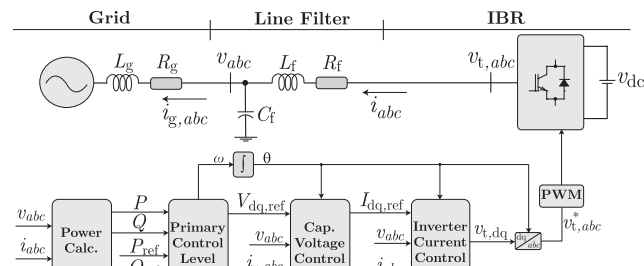 Grid Line Filter IBR
L_g R_g v_abc L_f R_f v_t,abc
v_dc
i_g,abc C_f i_abc
ω ∫ θ
PWM
P V_dq,ref I_dq,ref v*_t,abc
v_abc Power Calc. Q Primary Control Level v_abc Cap. Voltage Control v_abc Inverter Current Control v_t,dq dq abc
i_abc P_ref